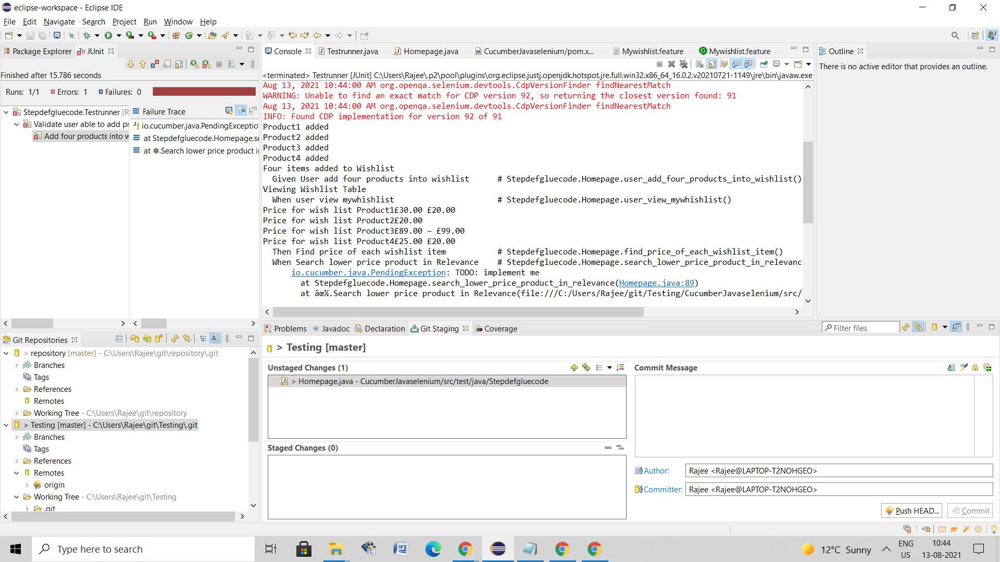 eclipse-workspace - Eclipse IDE
File Edit Navigate Search Project Run Window Help
Package Explorer JUnit
Finished after 15.786 seconds
Runs: 1/1 Errors: 1 Failures: 0
Stepdefgluecode.Testrunner [R
Validate user able to add pr
Add four products into w
Failure Trace
io.cucumber.java.PendingExceptio
at Stepdefgluecode.Homepage.se
at ✽.Search lower price product i
Console Testrunner.java Homepage.java CucumberJavaselenium/pom.x... Mywishlist.feature Mywishlist.feature
<terminated> Testrunner [JUnit] C:\Users\Rajee\.p2\pool\plugins\org.eclipse.justj.openjdk.hotspot.jre.full.win32.x86_64_16.0.2.v20210721-1149\jre\bin\javaw.exe
Aug 13, 2021 10:44:00 AM org.openqa.selenium.devtools.CdpVersionFinder findNearestMatch
WARNING: Unable to find an exact match for CDP version 92, so returning the closest version found: 91
Aug 13, 2021 10:44:00 AM org.openqa.selenium.devtools.CdpVersionFinder findNearestMatch
INFO: Found CDP implementation for version 92 of 91
Product1 added
Product2 added
Product3 added
Product4 added
Four items added to Wishlist
Given User add four products into wishlist # Stepdefgluecode.Homepage.user_add_four_products_into_wishlist()
Viewing Wishlist Table
When user view mywhishlist # Stepdefgluecode.Homepage.user_view_mywhishlist()
Price for wish list Product1£30.00 £20.00
Price for wish list Product2£20.00
Price for wish list Product3£89.00 – £99.00
Price for wish list Product4£25.00 £20.00
Then Find price of each wishlist item # Stepdefgluecode.Homepage.find_price_of_each_wishlist_item()
When Search lower price product in Relevance # Stepdefgluecode.Homepage.search_lower_price_product_in_relevanc
io.cucumber.java.PendingException: TODO: implement me
at Stepdefgluecode.Homepage.search_lower_price_product_in_relevance(Homepage.java:89)
at âœ½.Search lower price product in Relevance(file:///C:/Users/Rajee/git/Testing/CucumberJavaselenium/src/
Outline
There is no active editor that provides an outline.
Git Repositories
> repository [master] - C:\Users\Rajee\git\repository\.git
Branches
Tags
References
Remotes
Working Tree - C:\Users\Rajee\git\repository
> Testing [master] - C:\Users\Rajee\git\Testing\.git
Branches
Tags
References
Remotes
origin
Working Tree - C:\Users\Rajee\git\Testing
.git
Problems @ Javadoc Declaration Git Staging Coverage
Filter files
> Testing [master]
Unstaged Changes (1)
> Homepage.java - CucumberJavaselenium/src/test/java/Stepdefgluecode
Staged Changes (0)
Commit Message
Author: Rajee <Rajee@LAPTOP-T2NOHGEO>
Committer: Rajee <Rajee@LAPTOP-T2NOHGEO>
Push HEAD... Commit
Type here to search
12°C Sunny
ENG
US
10:44
13-08-2021